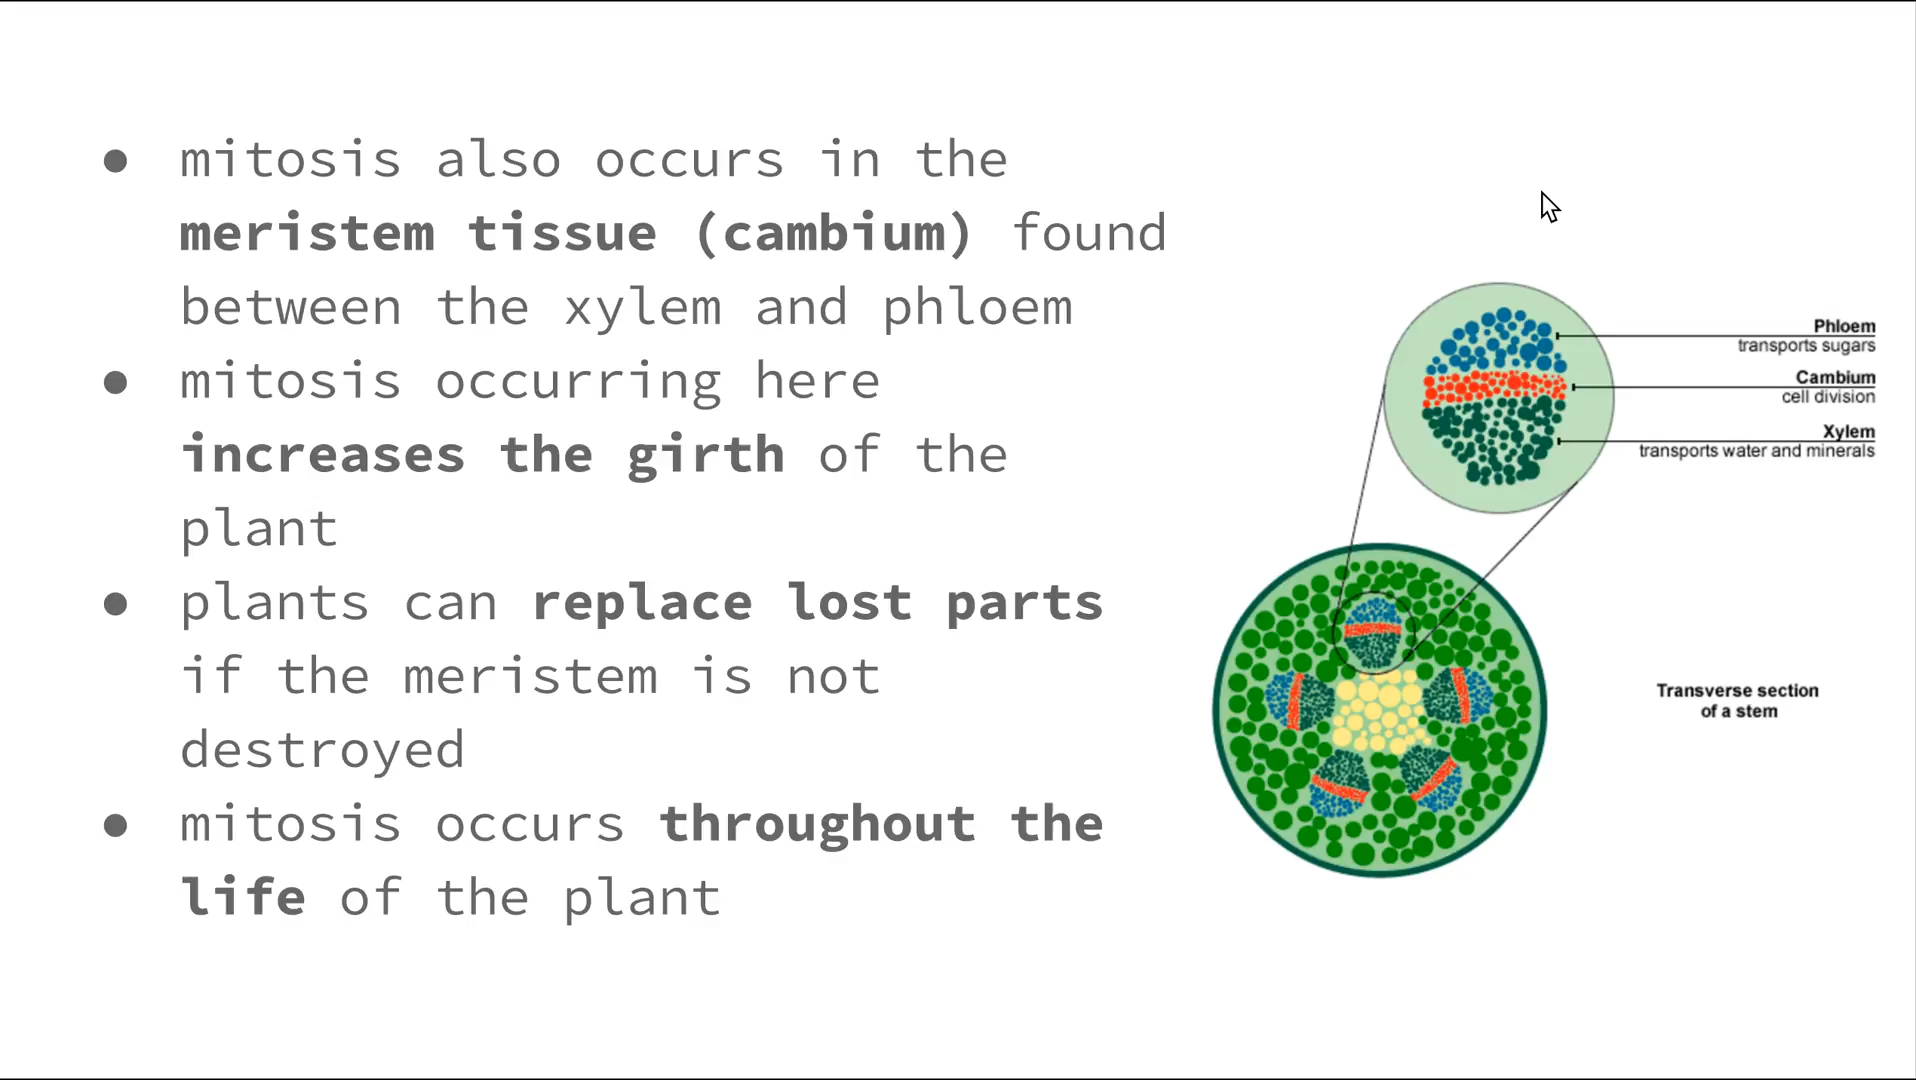 ● mitosis also occurs in the
meristem tissue (cambium) found
between the xylem and phloem
● mitosis occurring here
increases the girth of the
plant
● plants can replace lost parts
if the meristem is not
destroyed
● mitosis occurs throughout the
life of the plant
Phloem
transports sugars
Cambium
cell division
Xylem
transports water and minerals
Transverse section
of a stem